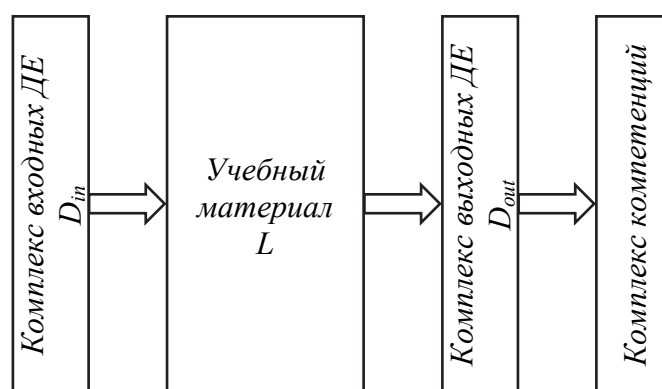 Комплекс входных ДЕ
D_in
Учебный
материал
L
Комплекс выходных ДЕ
D_out
Комплекс компетенций